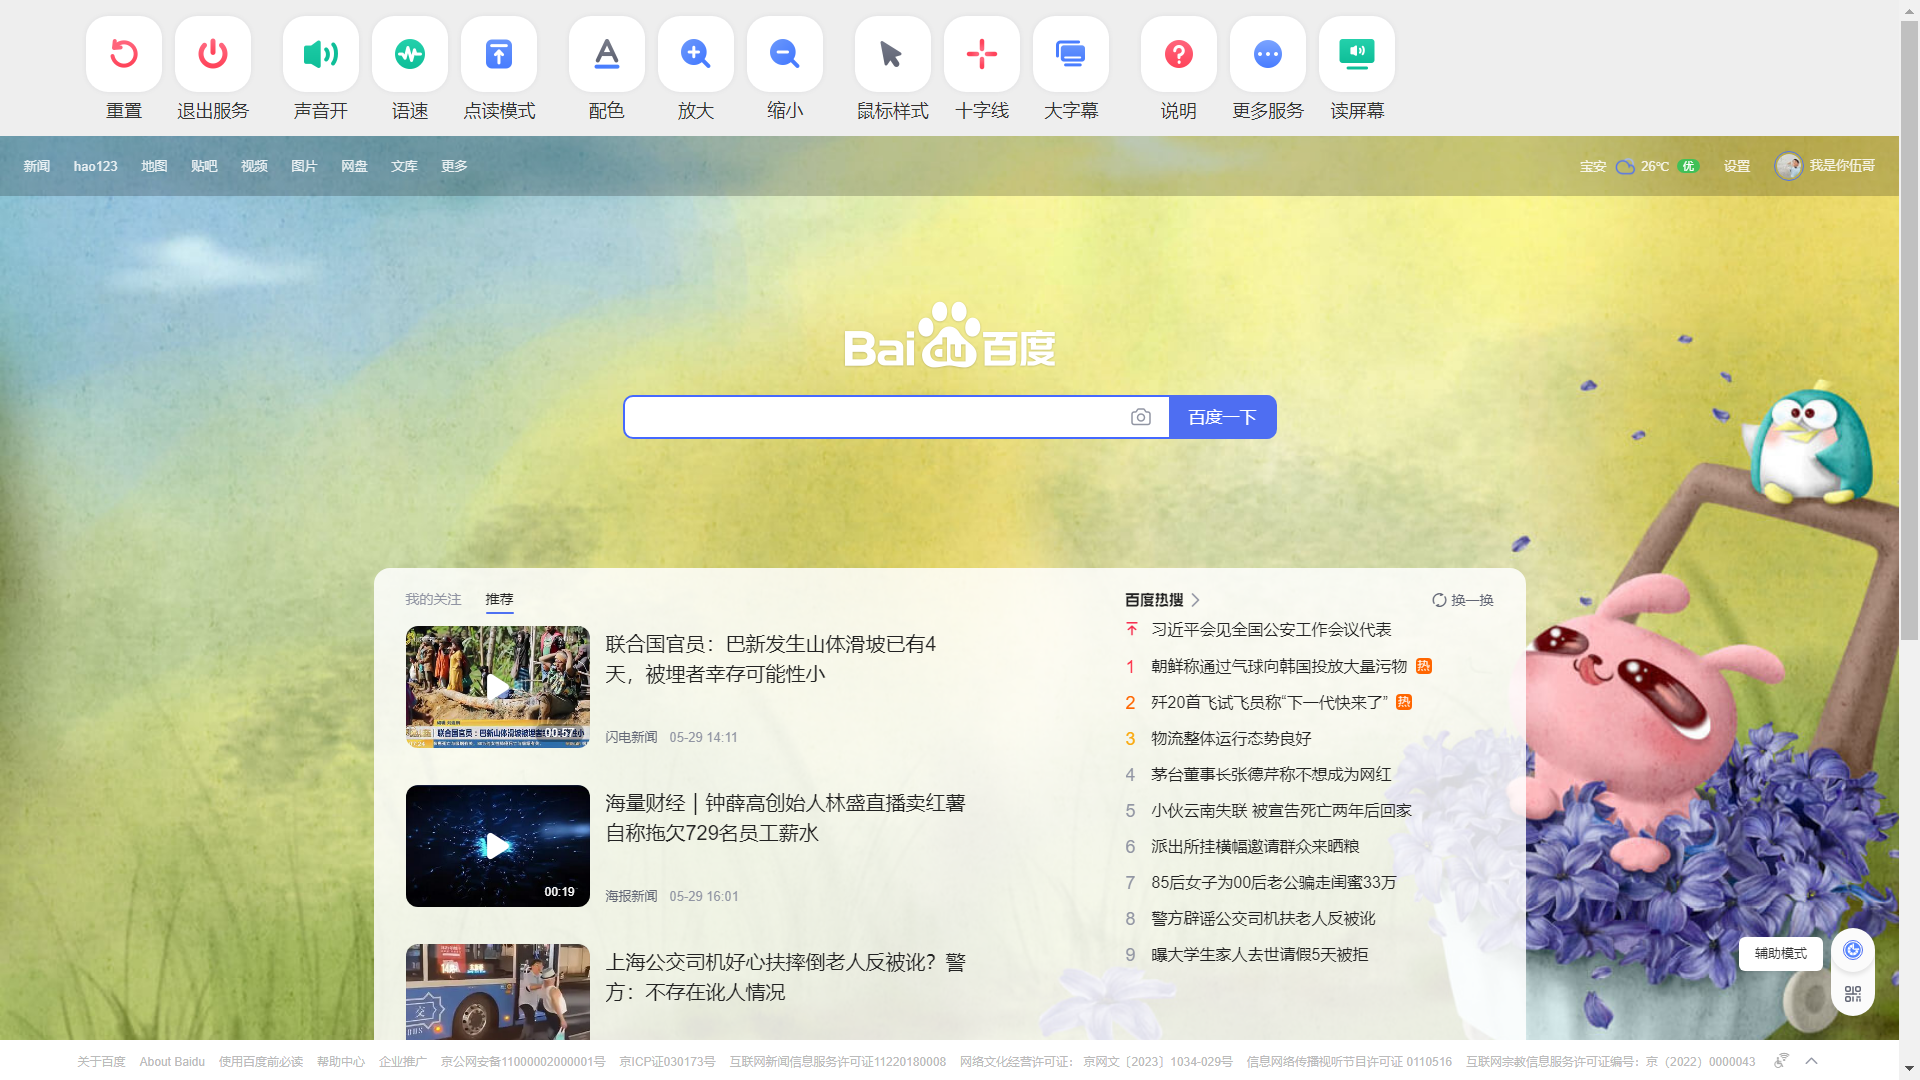 重置 退出服务 声音开 语速 点读模式 配色 放大 缩小 鼠标样式 十字线 大字幕 说明 更多服务 读屏幕
新闻 hao123 地图 贴吧 视频 图片 网盘 文库 更多 宝安 26℃ 优 设置 我是你伍哥
Bai du 百度
百度一下
我的关注 推荐
联合国官员：巴新发生山体滑坡已有4
天，被埋者幸存可能性小
联合国官员：巴新山体滑坡被埋
00:57
闪电新闻 05-29 14:11
海量财经 | 钟薛高创始人林盛直播卖红薯
自称拖欠729名员工薪水
00:19
海报新闻 05-29 16:01
上海公交司机好心扶摔倒老人反被讹？警
方：不存在讹人情况
百度热搜 换一换
习近平会见全国公安工作会议代表
1 朝鲜称通过气球向韩国投放大量污物 热
2 歼20首飞试飞员称“下一代快来了” 热
3 物流整体运行态势良好
4 茅台董事长张德芹称不想成为网红
5 小伙云南失联 被宣告死亡两年后回家
6 派出所挂横幅邀请群众来晒粮
7 85后女子为00后老公骗走闺蜜33万
8 警方辟谣公交司机扶老人反被讹
9 曝大学生家人去世请假5天被拒
辅助模式
关于百度 About Baidu 使用百度前必读 帮助中心 企业推广 京公网安备11000002000001号 京ICP证030173号 互联网新闻信息服务许可证11220180008 网络文化经营许可证： 京网文〔2023〕1034-029号 信息网络传播视听节目许可证 0110516 互联网宗教信息服务许可证编号：京（2022）0000043